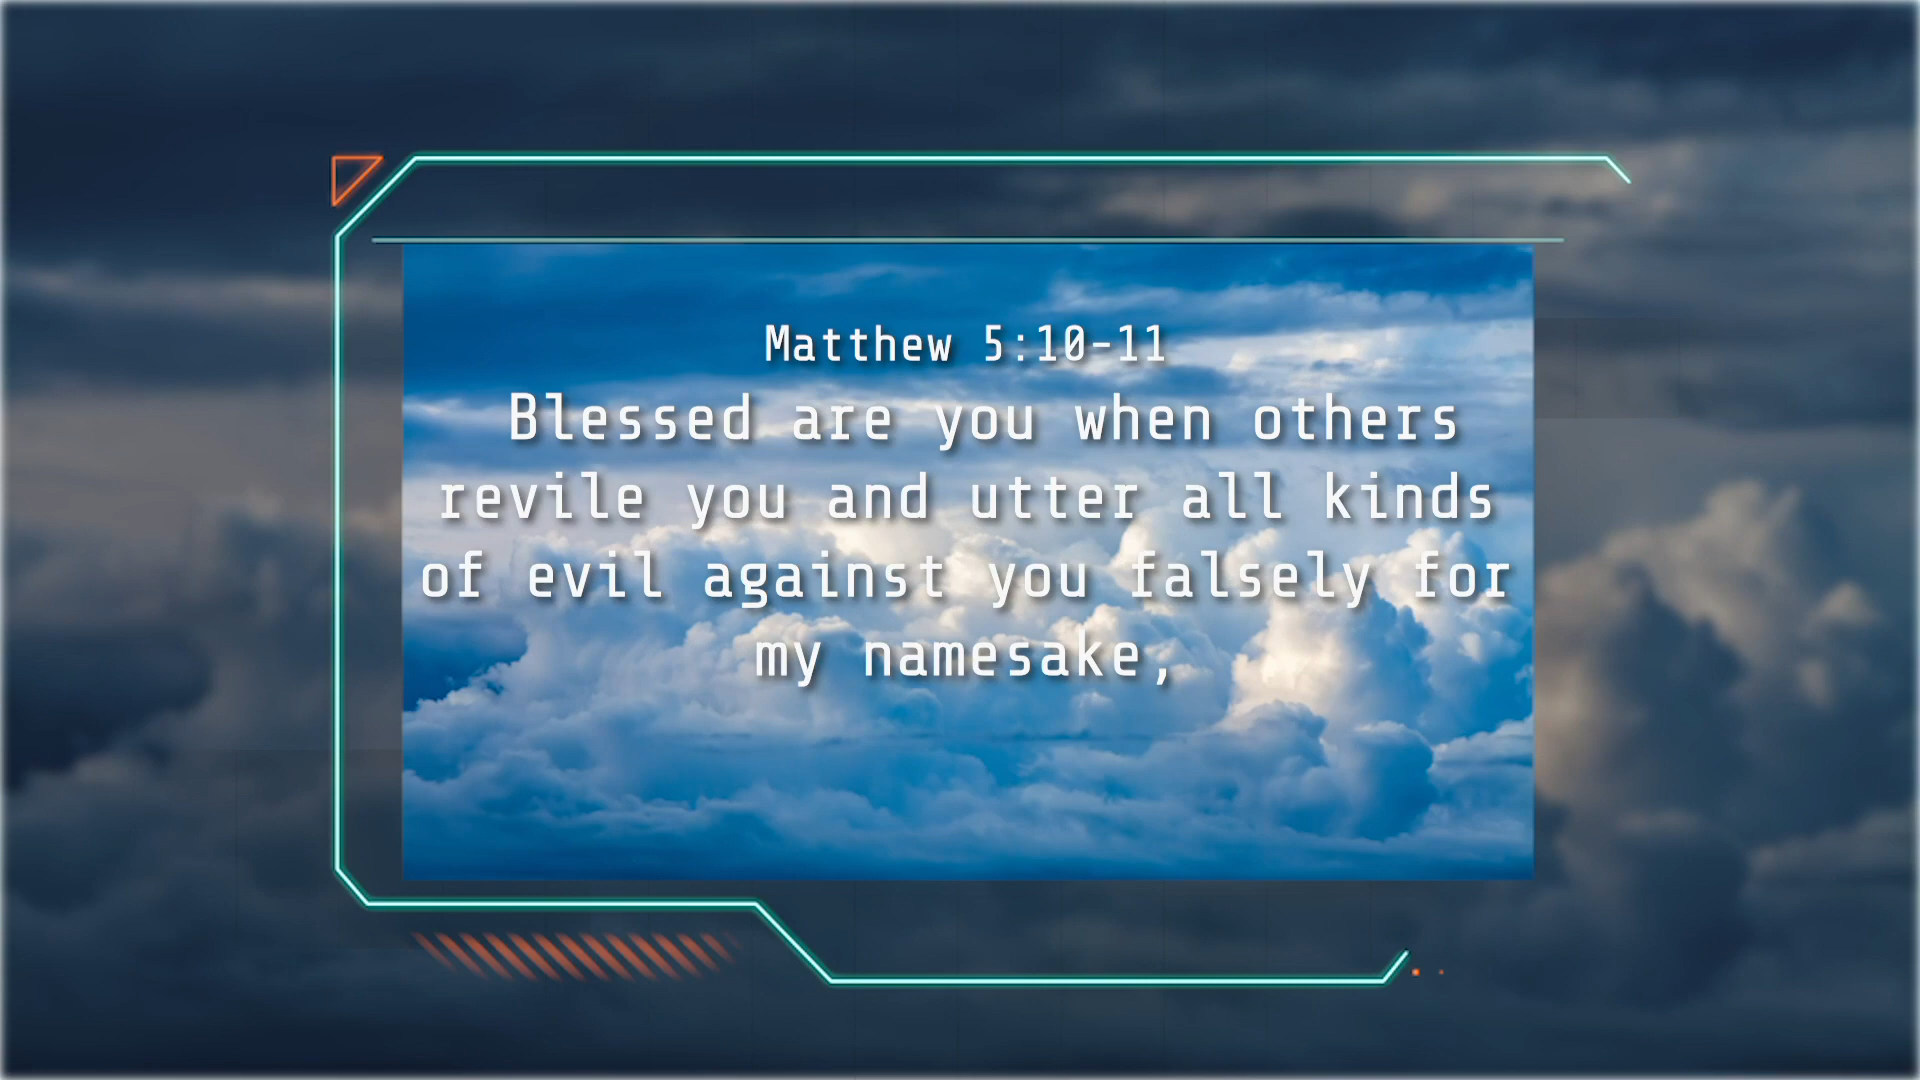 Matthew 5:10-11
Blessed are you when others
revile you and utter all kinds
of evil against you falsely for
my namesake,